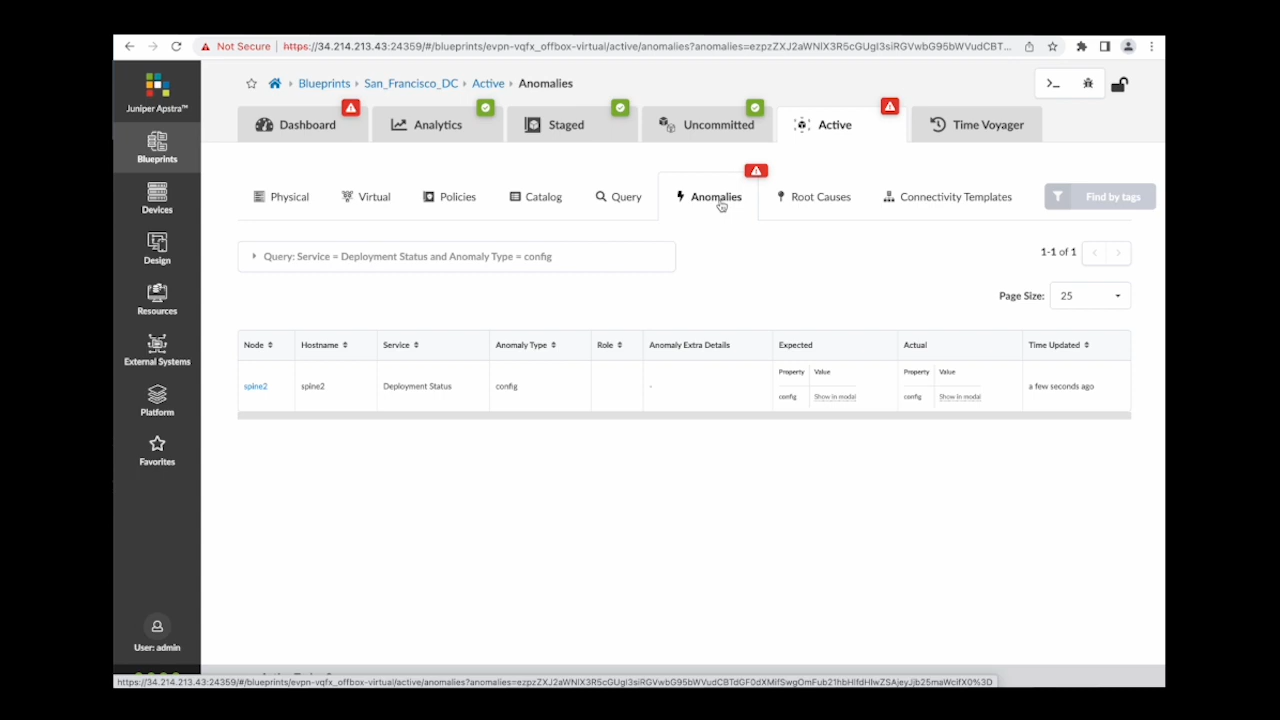 Not Secure https://34.214.213.43:24359/#/blueprints/evpn-vqfx_offbox-virtual/active/anomalies?anomalies=ezpzZXJ2aWNlX3R5cGUgI3siRGVwbG95bWVudCBT...
Juniper Apstra™
Blueprints San_Francisco_DC Active Anomalies
>_
Dashboard Analytics Staged Uncommitted Active Time Voyager
Blueprints
Devices
Design
Resources
External Systems
Platform
Favorites
User: admin
Physical Virtual Policies Catalog Query Anomalies Root Causes Connectivity Templates Find by tags
Query: Service = Deployment Status and Anomaly Type = config
1-1 of 1
Page Size: 25
Node Hostname Service Anomaly Type Role Anomaly Extra Details Expected Actual Time Updated
Property Value Property Value
spine2 spine2 Deployment Status config - a few seconds ago
config Show in modal config Show in modal